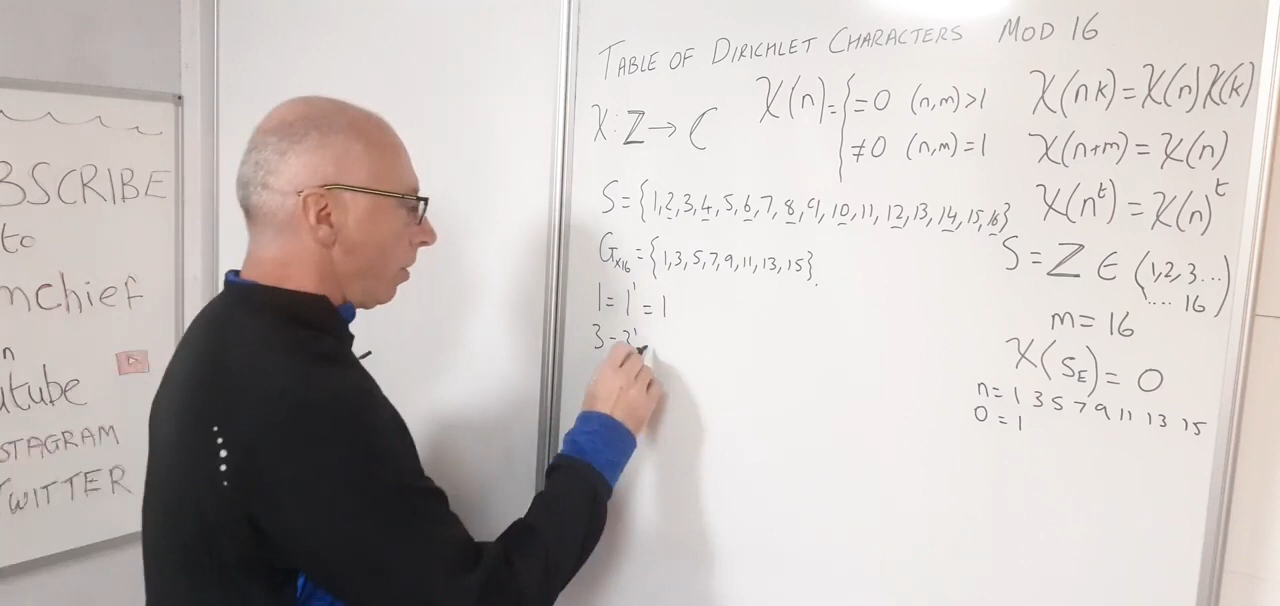 BSCRIBE
to
mchief
n
utube
NSTAGRAM
TWITTER
TABLE OF DIRICHLET CHARACTERS MOD 16
χ: ℤ → ℂ
χ(n) = { =0 (n,m)>1
≠0 (n,m)=1
χ(nk) = χ(n)χ(k)
χ(n+m) = χ(n)
χ(n^t) = χ(n)^t
S = {1,2,3,4,5,6,7,8,9,10,11,12,13,14,15,16}
G×16 = {1,3,5,7,9,11,13,15}.
1 = 1' = 1
3 = 3'
S = ℤ ∈ (1,2,3...
.... 16)
m = 16
χ(S_E) = 0
n = 1 3 5 7 9 11 13 15
0 = 1